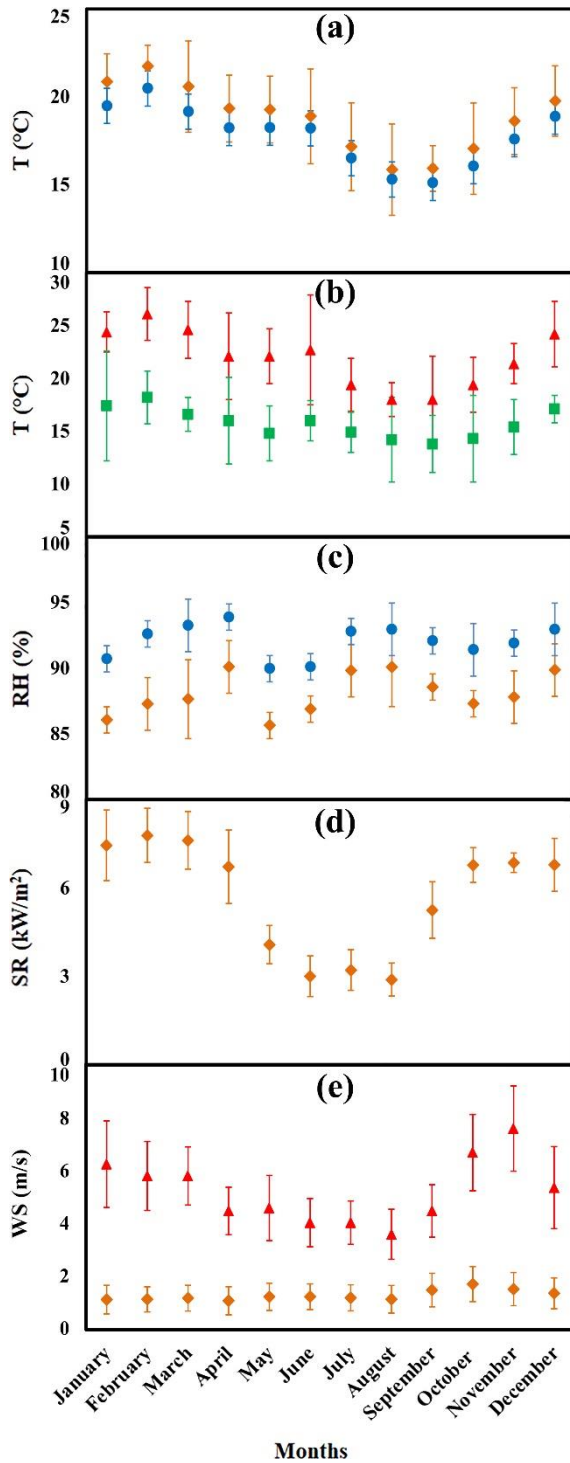 (a)
25
20
15
10
T (°C)
(b)
30
25
20
15
10
5
T (°C)
(c)
100
95
90
85
80
RH (%)
(d)
9
6
3
0
SR (kW/m²)
(e)
10
8
6
4
2
0
WS (m/s)
January
February
March
April
May
June
July
August
September
October
November
December
Months